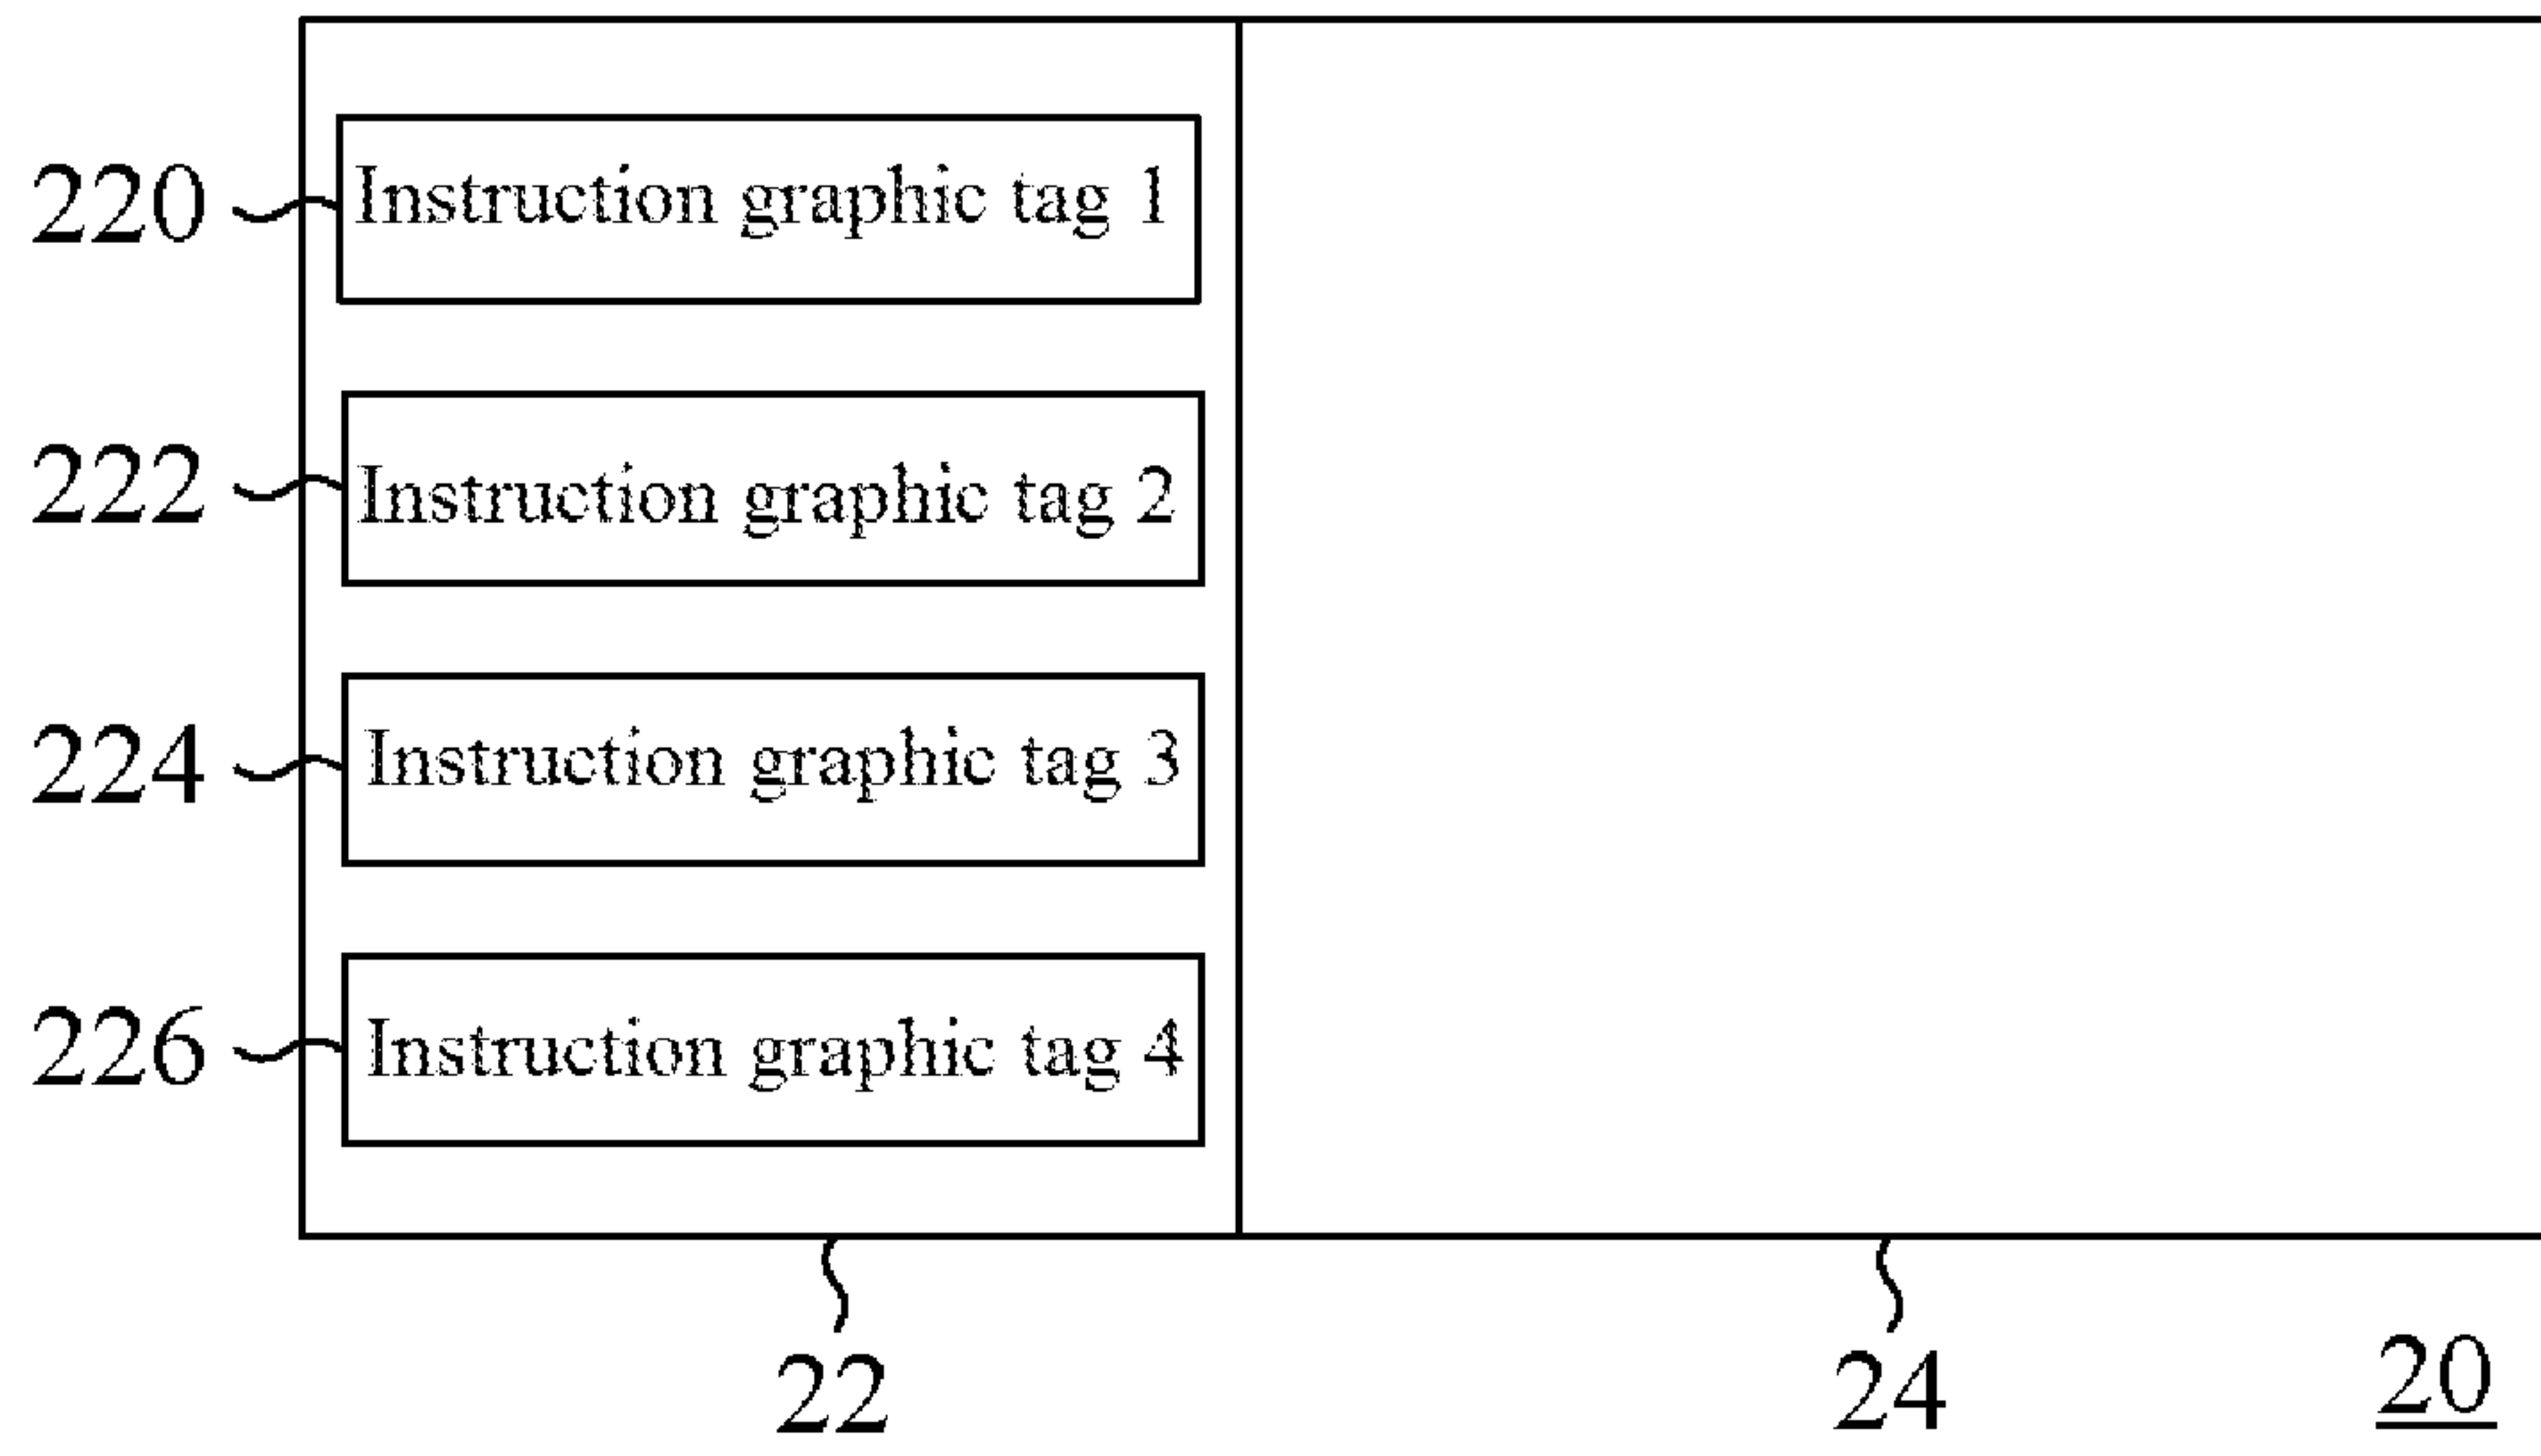 220 Instruction graphic tag 1
222 Instruction graphic tag 2
224 Instruction graphic tag 3
226 Instruction graphic tag 4
22 24 20